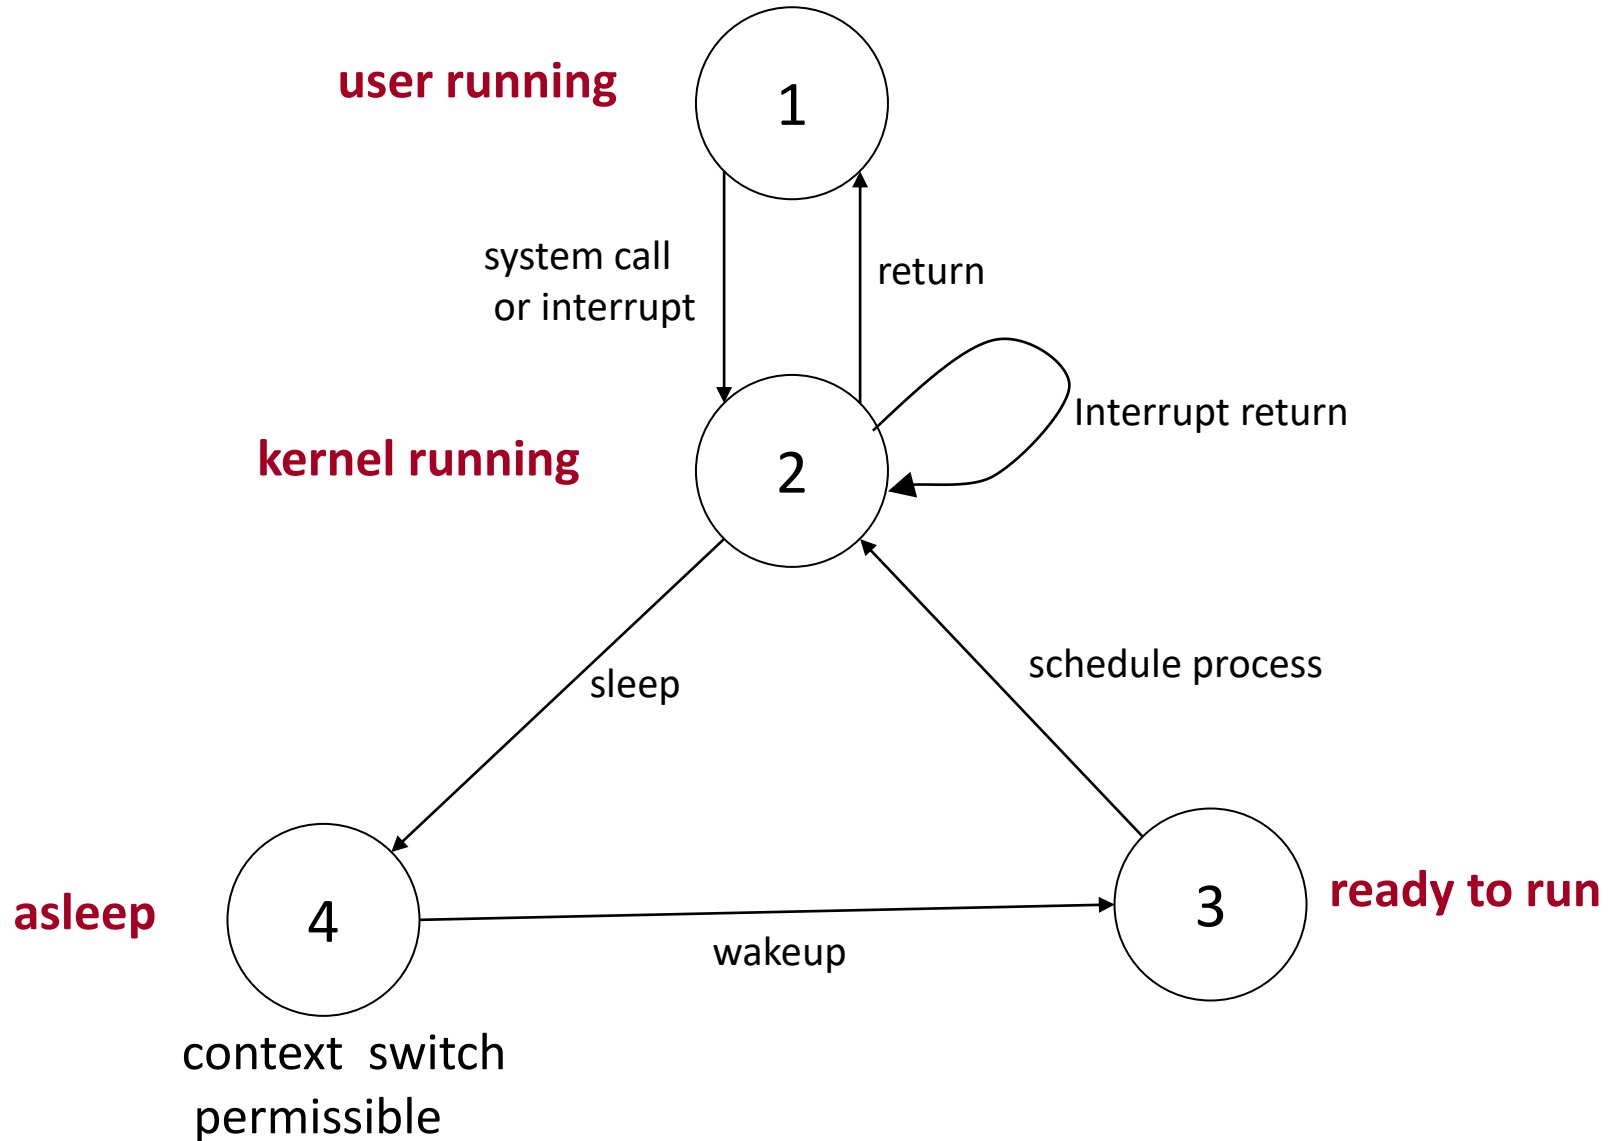 user running
1
system call
or interrupt
return
Interrupt return
kernel running
2
sleep
schedule process
asleep
4
wakeup
3
ready to run
context switch
permissible